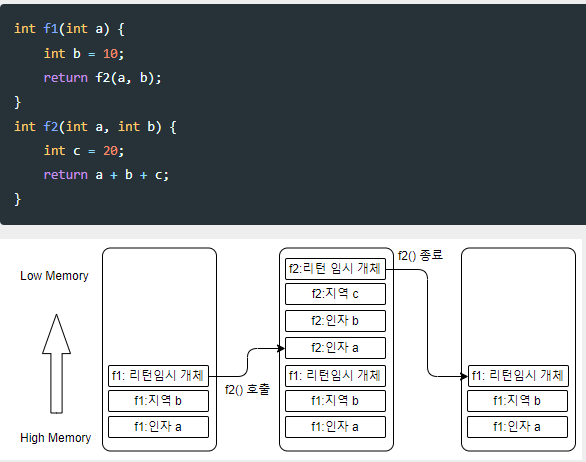 int f1(int a) {
    int b = 10;
    return f2(a, b);
}
int f2(int a, int b) {
    int c = 20;
    return a + b + c;
}
Low Memory
High Memory
f1: 리턴임시 개체
f1:지역 b
f1:인자 a
f2() 호출
f2:리턴 임시 개체
f2:지역 c
f2:인자 b
f2:인자 a
f1: 리턴임시 개체
f1:지역 b
f1:인자 a
f2() 종료
f1: 리턴임시 개체
f1:지역 b
f1:인자 a